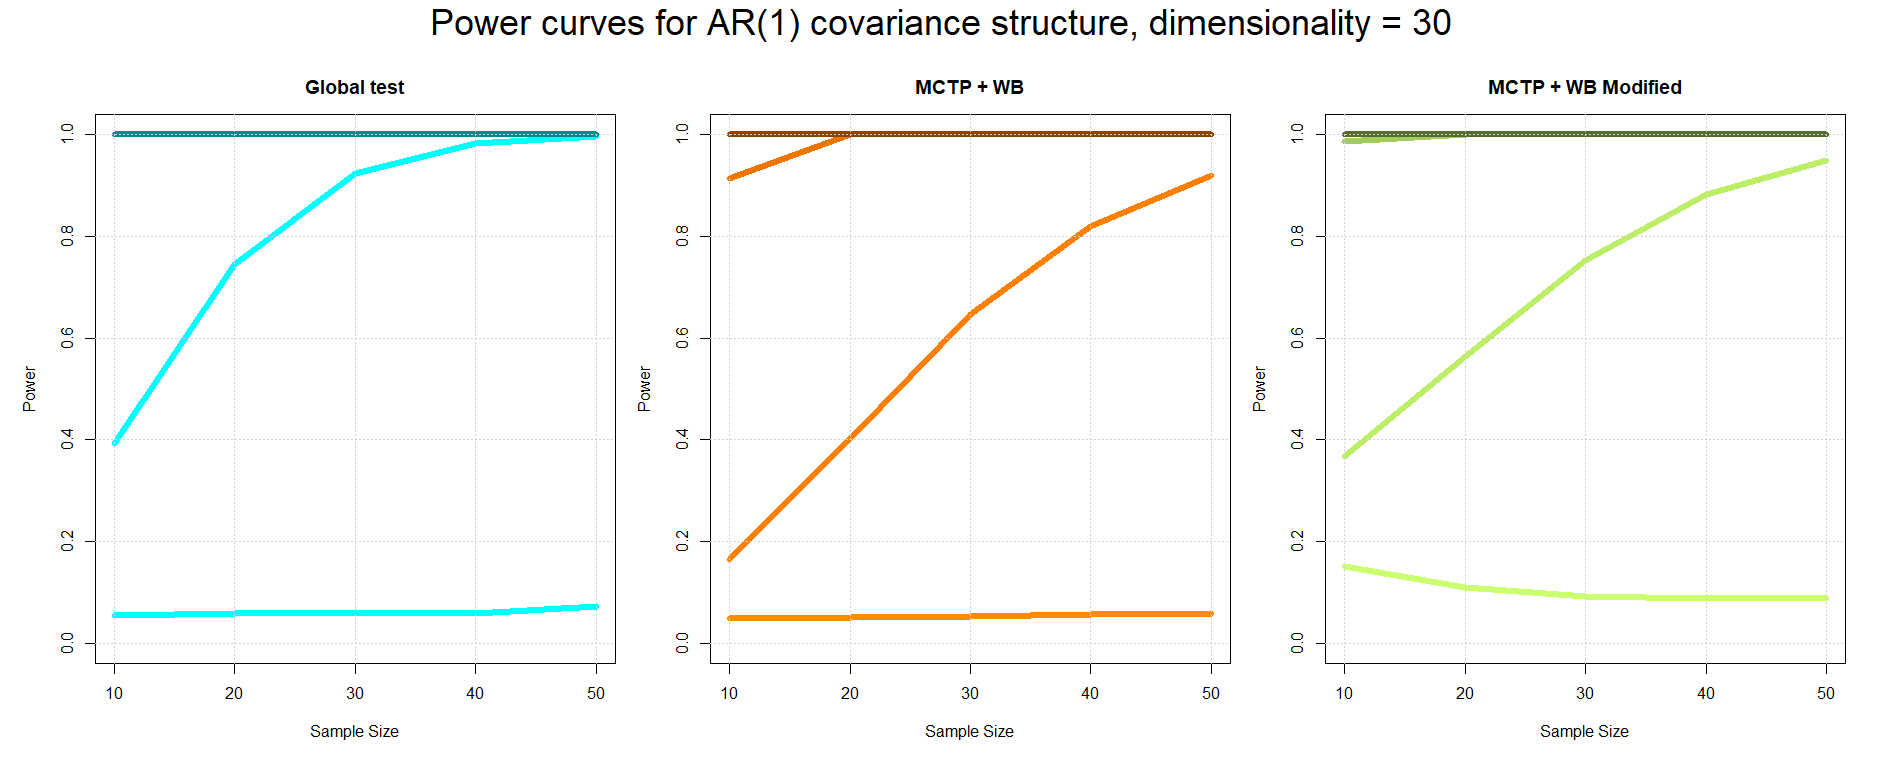 Power curves for AR(1) covariance structure, dimensionality = 30
Global test
MCTP + WB
MCTP + WB Modified
Power
1.0
0.8
0.6
0.4
0.2
0.0
10 20 30 40 50
Sample Size
Power
1.0
0.8
0.6
0.4
0.2
0.0
10 20 30 40 50
Sample Size
Power
1.0
0.8
0.6
0.4
0.2
0.0
10 20 30 40 50
Sample Size